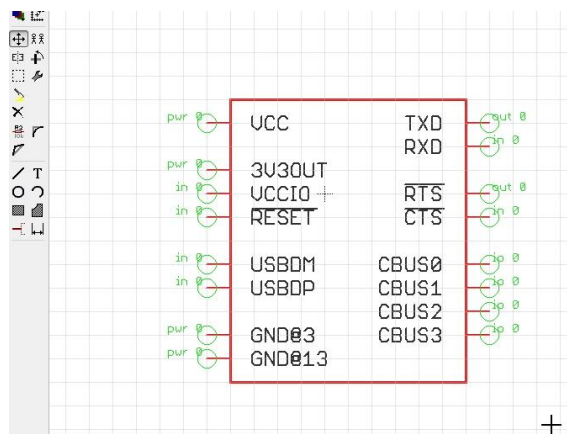 pwr 0 VCC TXD out 0
RXD in 0
pwr 0 3V3OUT
in 0 VCCIO RTS out 0
in 0 RESET CTS in 0
in 0 USBDM CBUS0 io 0
in 0 USBDP CBUS1 io 0
CBUS2 io 0
pwr 0 GND@3 CBUS3 io 0
pwr 0 GND@13